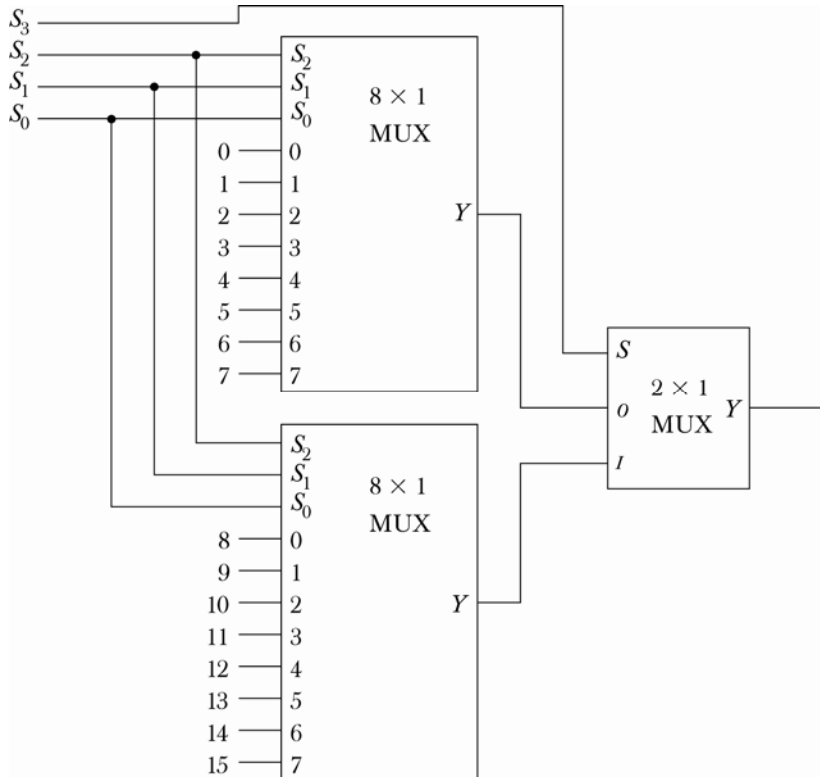 S₃
S₂
S₁
S₀
S₂
S₁
S₀
8 × 1
MUX
0 0
1 1
2 2
3 3
4 4
5 5
6 6
7 7
Y
S
O
I
2 × 1
MUX
Y
S₂
S₁
S₀
8 × 1
MUX
8 0
9 1
10 2
11 3
12 4
13 5
14 6
15 7
Y